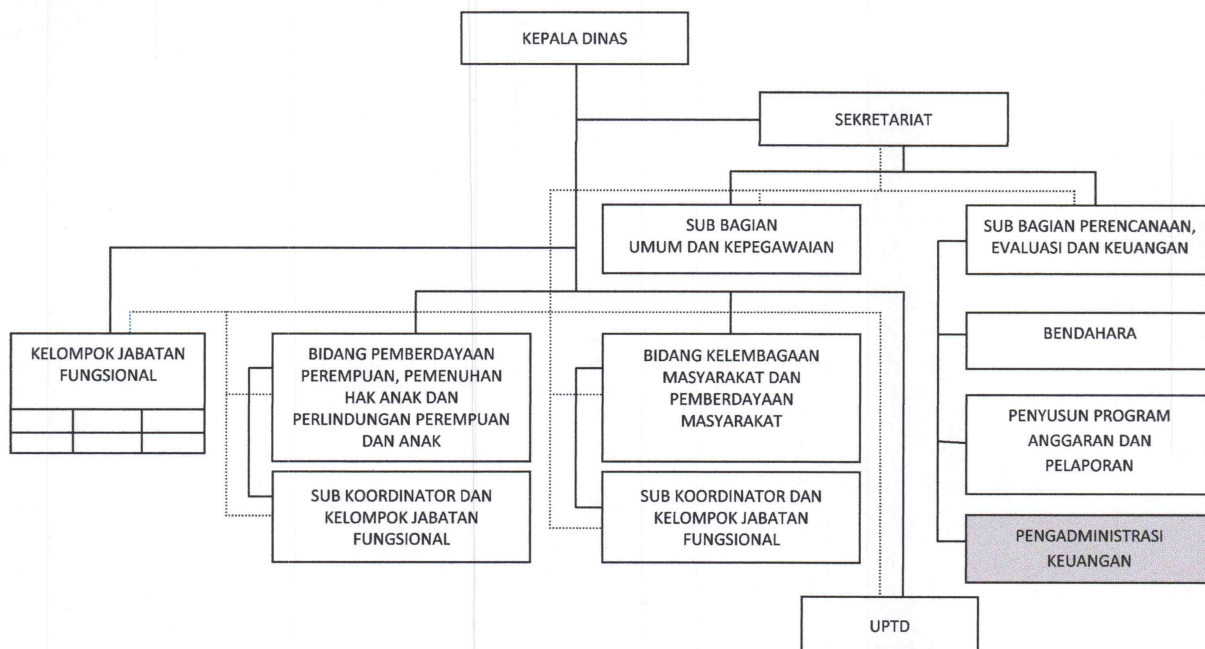 KEPALA DINAS
SEKRETARIAT
SUB BAGIAN
UMUM DAN KEPEGAWAIAN
SUB BAGIAN PERENCANAAN,
EVALUASI DAN KEUANGAN
KELOMPOK JABATAN
FUNGSIONAL
BIDANG PEMBERDAYAAN
PEREMPUAN, PEMENUHAN
HAK ANAK DAN
PERLINDUNGAN PEREMPUAN
DAN ANAK
BIDANG KELEMBAGAAN
MASYARAKAT DAN
PEMBERDAYAAN
MASYARAKAT
BENDAHARA
PENYUSUN PROGRAM
ANGGARAN DAN
PELAPORAN
SUB KOORDINATOR DAN
KELOMPOK JABATAN
FUNGSIONAL
SUB KOORDINATOR DAN
KELOMPOK JABATAN
FUNGSIONAL
PENGADMINISTRASI
KEUANGAN
UPTD